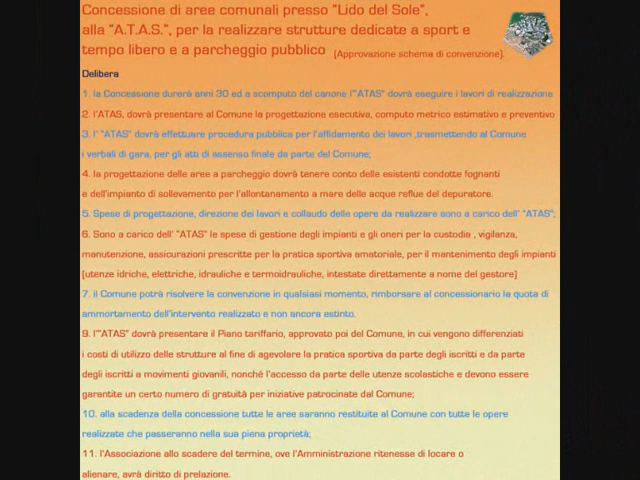 Concessione di aree comunali presso "Lido del Sole",
alla "A.T.A.S.", per la realizzare strutture dedicate a sport e
tempo libero e a parcheggio pubblico (Approvazione schema di convenzione).
Delibera
1. la Concessione durerà anni 30 ed a scomputo del canone l'"ATAS" dovrà eseguire i lavori di realizzazione
2. l'ATAS, dovrà presentare al Comune la progettazione esecutiva, computo metrico estimativo e preventivo
3. l' "ATAS" dovrà effettuare procedura pubblica per l'affidamento dei lavori ,trasmettendo al Comune
i verbali di gara, per gli atti di assenso finale da parte del Comune;
4. la progettazione delle aree a parcheggio dovrà tenere conto delle esistenti condotte fognanti
e dell'impianto di sollevamento per l'allontanamento a mare delle acque reflue del depuratore.
5. Spese di progettazione, direzione dei lavori e collaudo delle opere da realizzare sono a carico dell' "ATAS";
6. Sono a carico dell' "ATAS" le spese di gestione degli impianti e gli oneri per la custodia , vigilanza,
manutenzione, assicurazioni prescritte per la pratica sportiva amatoriale, per il mantenimento degli impianti
(utenze idriche, elettriche, idrauliche e termoidrauliche, intestate direttamente a nome del gestore)
7. il Comune potrà risolvere la convenzione in qualsiasi momento, rimborsare al concessionario la quota di
ammortamento dell'intervento realizzato e non ancora estinto.
9. l'"ATAS" dovrà presentare il Piano tariffario, approvato poi del Comune, in cui vengono differenziati
i costi di utilizzo delle strutture al fine di agevolare la pratica sportiva da parte degli iscritti e da parte
degli iscritti a movimenti giovanili, nonché l'accesso da parte delle utenze scolastiche e devono essere
garantite un certo numero di gratuità per iniziative patrocinate dal Comune;
10. alla scadenza della concessione tutte le aree saranno restituite al Comune con tutte le opere
realizzate che passeranno nella sua piena proprietà;
11. l'Associazione allo scadere del termine, ove l'Amministrazione ritenesse di locare o
alienare, avrà diritto di prelazione.